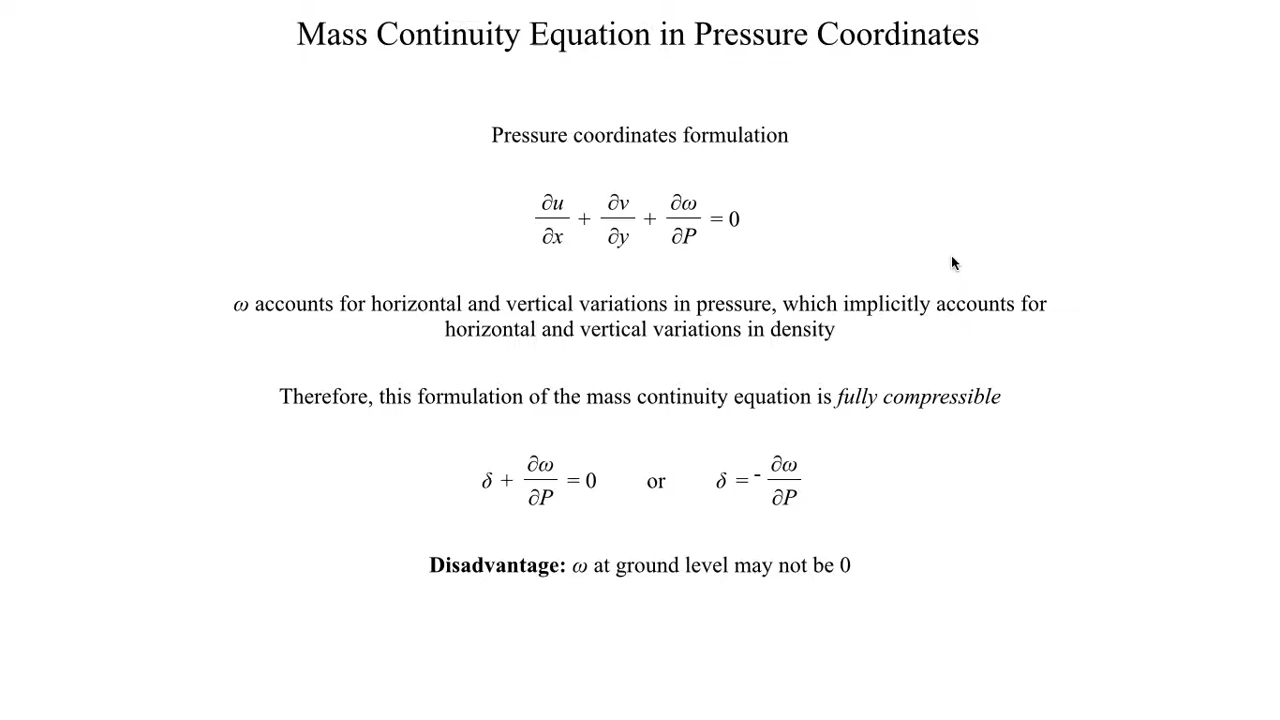 Mass Continuity Equation in Pressure Coordinates
Pressure coordinates formulation
∂u/∂x + ∂v/∂y + ∂ω/∂P = 0
ω accounts for horizontal and vertical variations in pressure, which implicitly accounts for
horizontal and vertical variations in density
Therefore, this formulation of the mass continuity equation is fully compressible
δ + ∂ω/∂P = 0 or δ = - ∂ω/∂P
Disadvantage: ω at ground level may not be 0